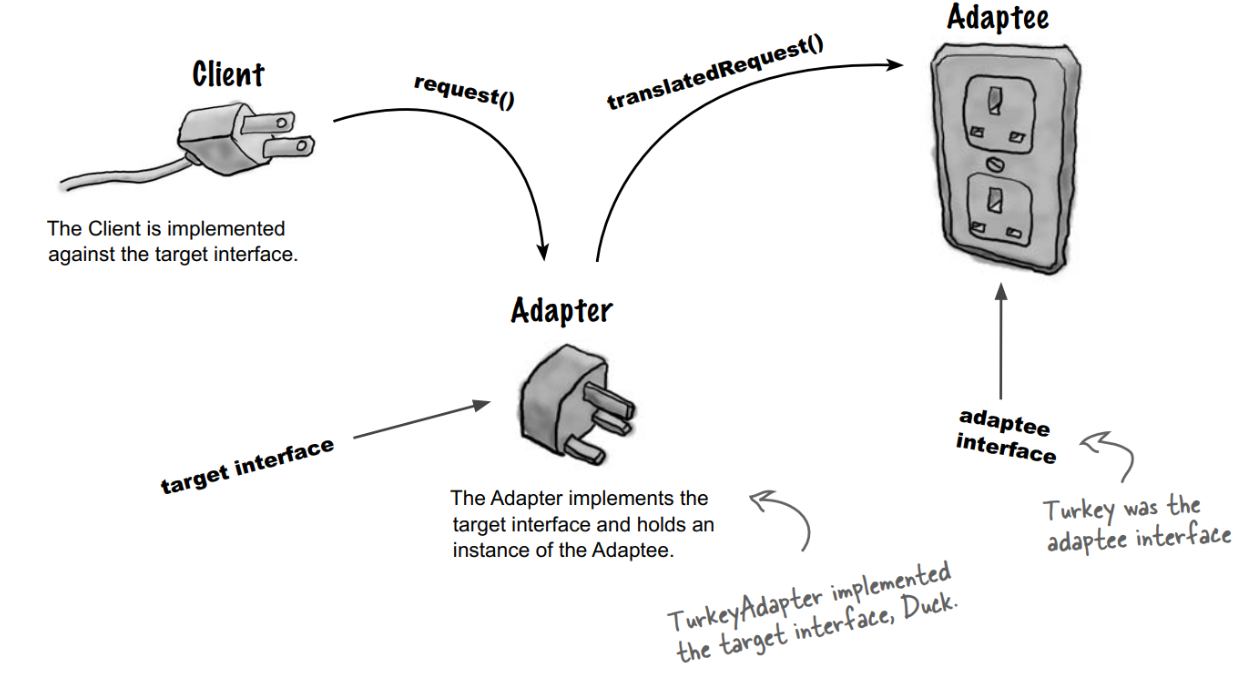 Adaptee
Client
request()
translatedRequest()
The Client is implemented
against the target interface.
Adapter
target interface
adaptee
interface
The Adapter implements the
target interface and holds an
instance of the Adaptee.
Turkey was the
adaptee interface
TurkeyAdapter implemented
the target interface, Duck.